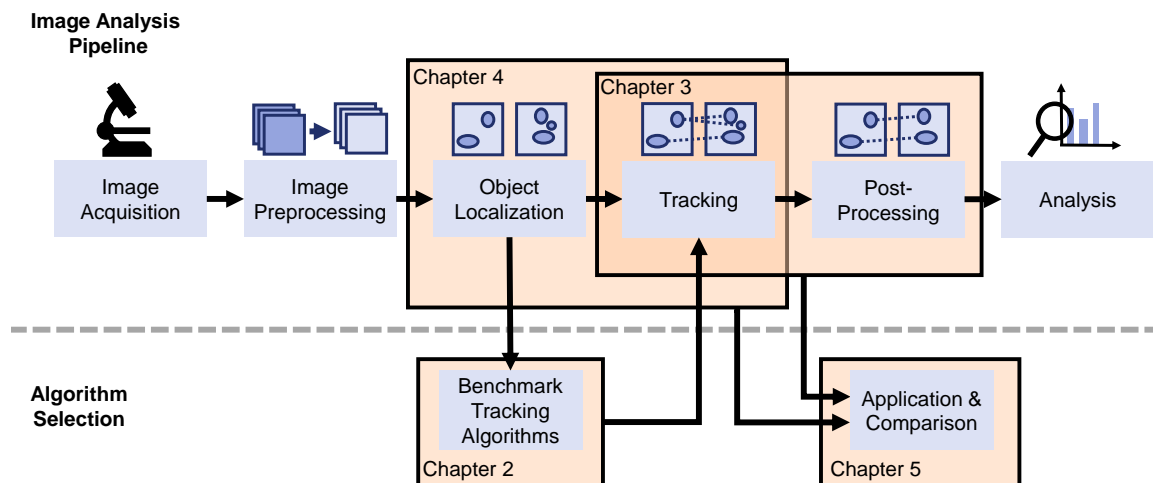 Image Analysis
Pipeline
Chapter 4
Chapter 3
Image
Acquisition
Image
Preprocessing
Object
Localization
Tracking
Post-
Processing
Analysis
Algorithm
Selection
Benchmark
Tracking
Algorithms
Chapter 2
Application &
Comparison
Chapter 5